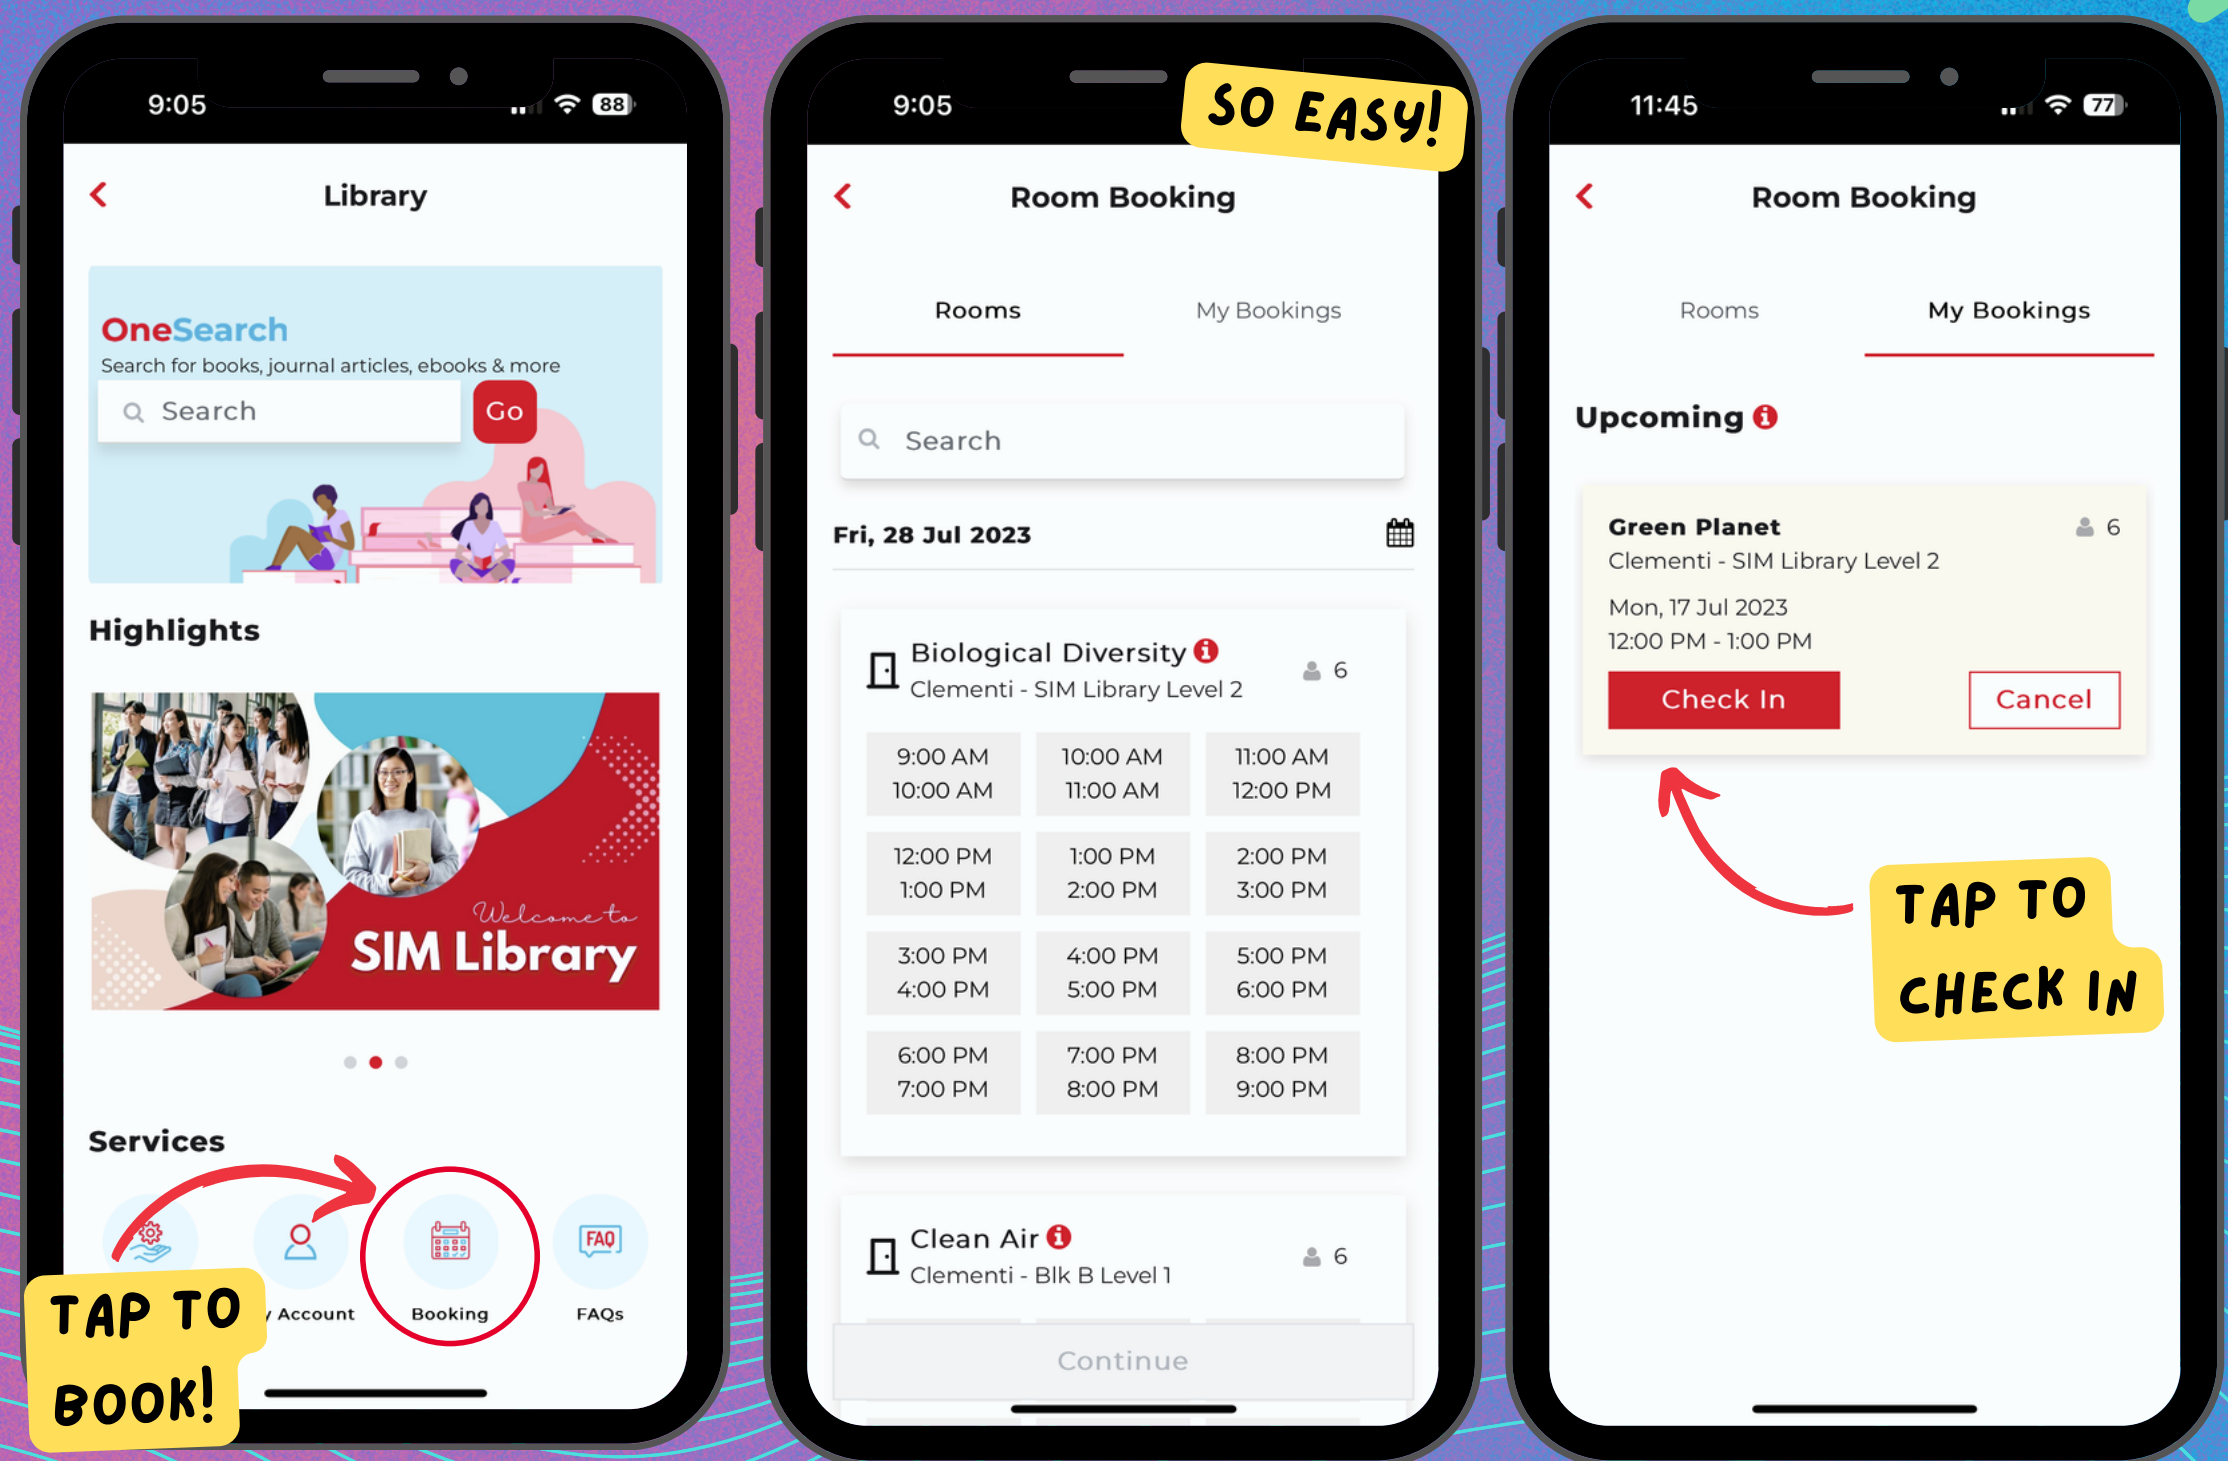 9:05
88
Library
OneSearch
Search for books, journal articles, ebooks & more
Search
Go
Highlights
Welcome to
SIM Library
Services
FAQ
Account
Booking
FAQs
TAP TO
BOOK!
9:05
SO EASY!
Room Booking
Rooms
My Bookings
Search
Fri, 28 Jul 2023
Biological Diversity
6
Clementi - SIM Library Level 2
9:00 AM
10:00 AM
10:00 AM
11:00 AM
11:00 AM
12:00 PM
12:00 PM
1:00 PM
1:00 PM
2:00 PM
2:00 PM
3:00 PM
3:00 PM
4:00 PM
4:00 PM
5:00 PM
5:00 PM
6:00 PM
6:00 PM
7:00 PM
7:00 PM
8:00 PM
8:00 PM
9:00 PM
Clean Air
6
Clementi - Blk B Level 1
Continue
11:45
77
Room Booking
Rooms
My Bookings
Upcoming
Green Planet
6
Clementi - SIM Library Level 2
Mon, 17 Jul 2023
12:00 PM - 1:00 PM
Check In
Cancel
TAP TO
CHECK IN